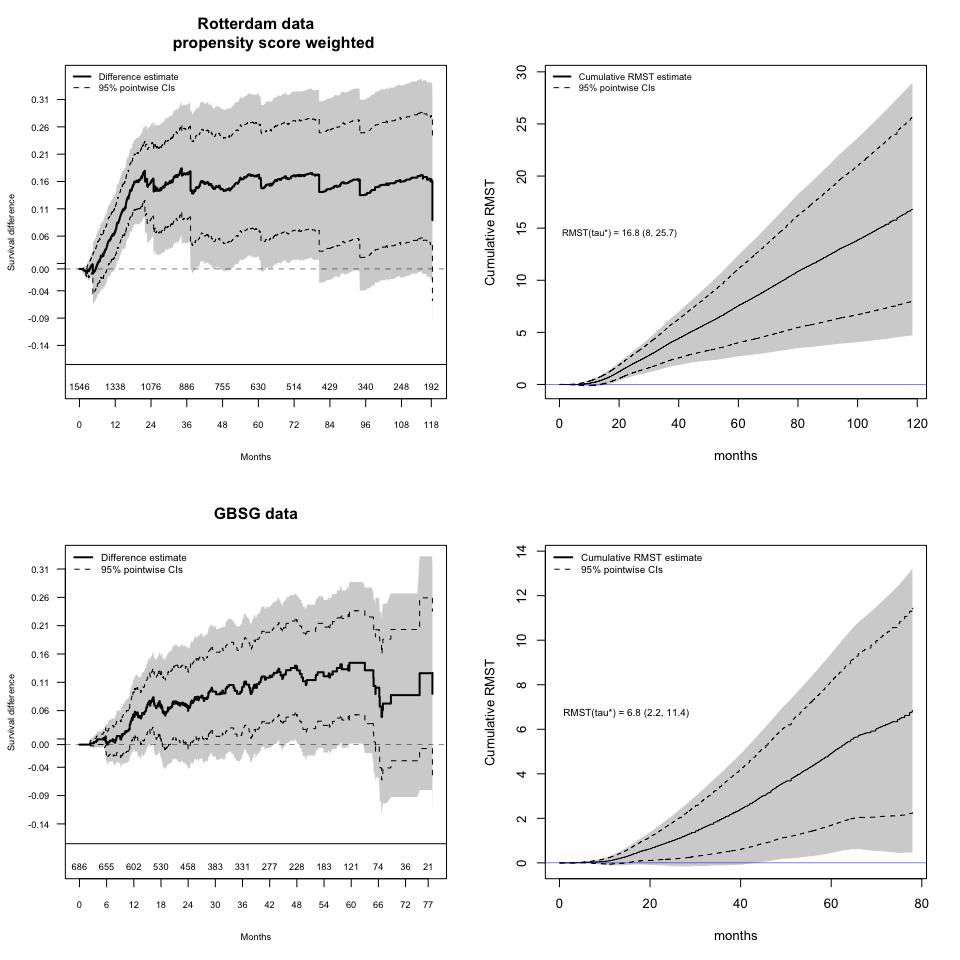 Rotterdam data
propensity score weighted
Difference estimate
95% pointwise CIs
Survival difference
0.31
0.26
0.21
0.16
0.11
0.06
0.00
-0.04
-0.09
-0.14
1546 1338 1076 886 755 630 514 429 340 248 192
0 12 24 36 48 60 72 84 96 108 118
Months
Cumulative RMST estimate
95% pointwise CIs
Cumulative RMST
30
25
20
15
10
5
0
RMST(tau*) = 16.8 (8, 25.7)
0 20 40 60 80 100 120
months
GBSG data
Difference estimate
95% pointwise CIs
Survival difference
0.31
0.26
0.21
0.16
0.11
0.06
0.00
-0.04
-0.09
-0.14
686 655 602 530 458 383 331 277 228 183 121 74 36 21
0 6 12 18 24 30 36 42 48 54 60 66 72 77
Months
Cumulative RMST estimate
95% pointwise CIs
Cumulative RMST
14
12
10
8
6
4
2
0
RMST(tau*) = 6.8 (2.2, 11.4)
0 20 40 60 80
months